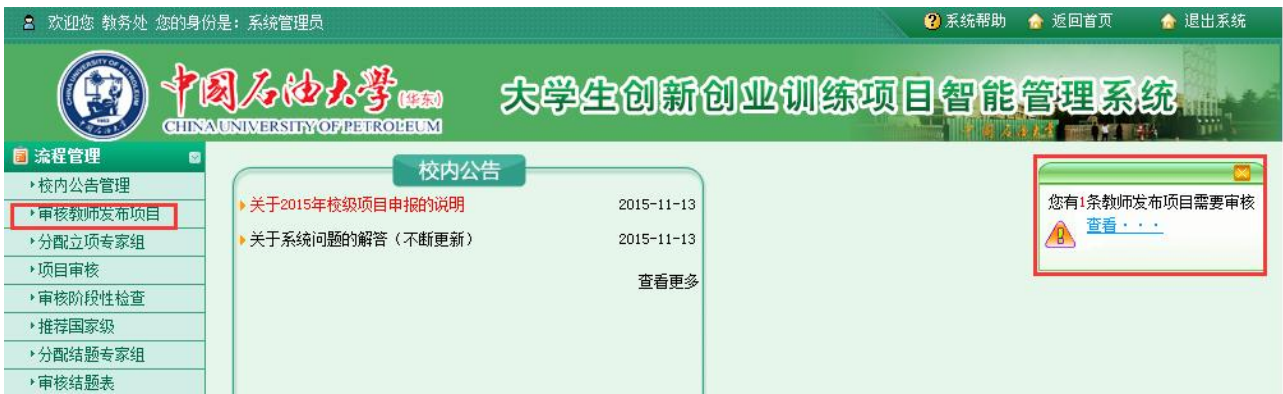 欢迎您 教务处 您的身份是：系统管理员
系统帮助 返回首页 退出系统
中国石油大学(华东)
CHINA UNIVERSITY OF PETROLEUM
大学生创新创业训练项目智能管理系统
流程管理
校内公告管理
审核教师发布项目
分配立项专家组
项目审核
审核阶段性检查
推荐国家级
分配结题专家组
审核结题表
校内公告
关于2015年校级项目申报的说明 2015-11-13
关于系统问题的解答（不断更新） 2015-11-13
查看更多
您有1条教师发布项目需要审核
查看···